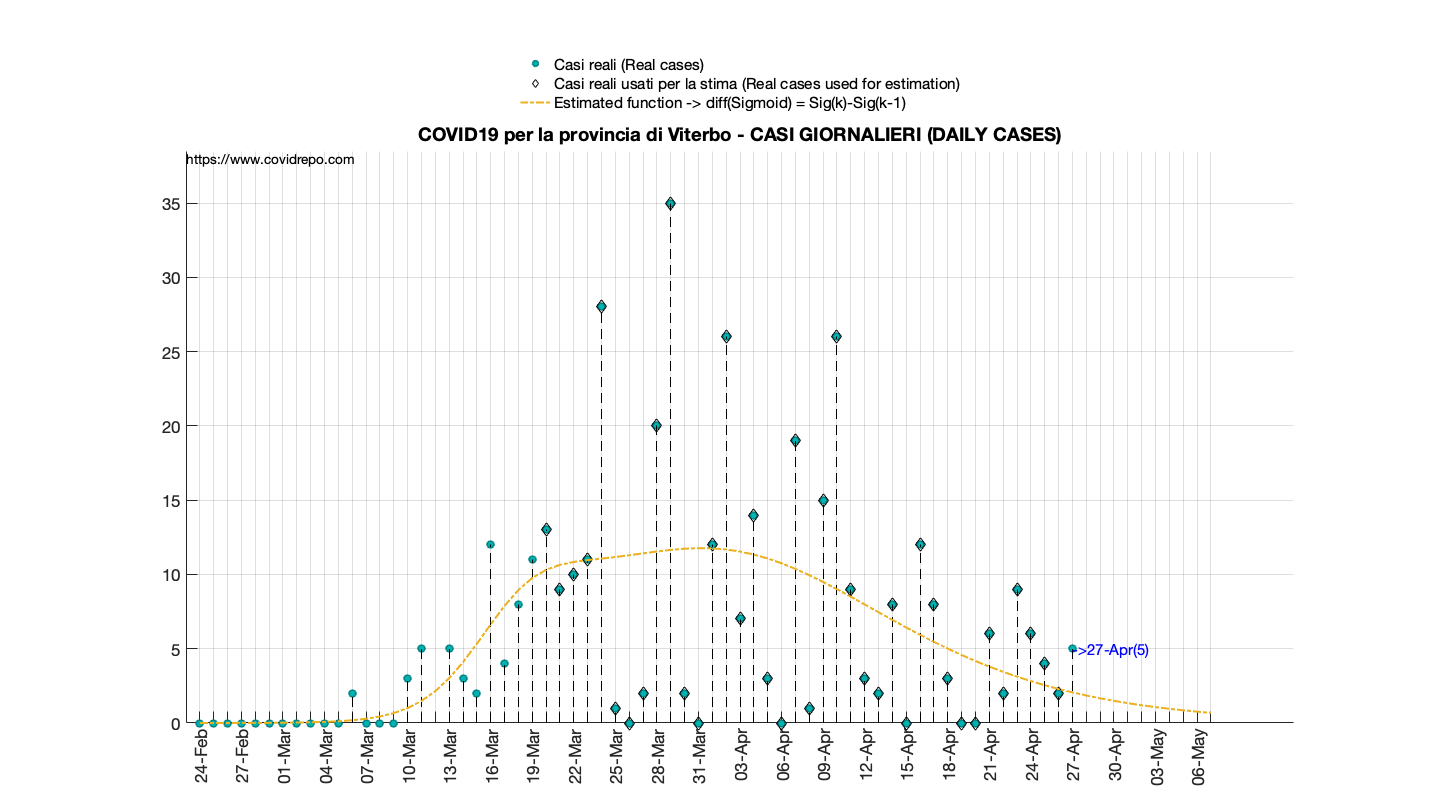 Casi reali (Real cases)
Casi reali usati per la stima (Real cases used for estimation)
Estimated function -> diff(Sigmoid) = Sig(k)-Sig(k-1)
COVID19 per la provincia di Viterbo - CASI GIORNALIERI (DAILY CASES)
https://www.covidrepo.com
35
30
25
20
15
10
5
0
->27-Apr(5)
24-Feb
27-Feb
01-Mar
04-Mar
07-Mar
10-Mar
13-Mar
16-Mar
19-Mar
22-Mar
25-Mar
28-Mar
31-Mar
03-Apr
06-Apr
09-Apr
12-Apr
15-Apr
18-Apr
21-Apr
24-Apr
27-Apr
30-Apr
03-May
06-May